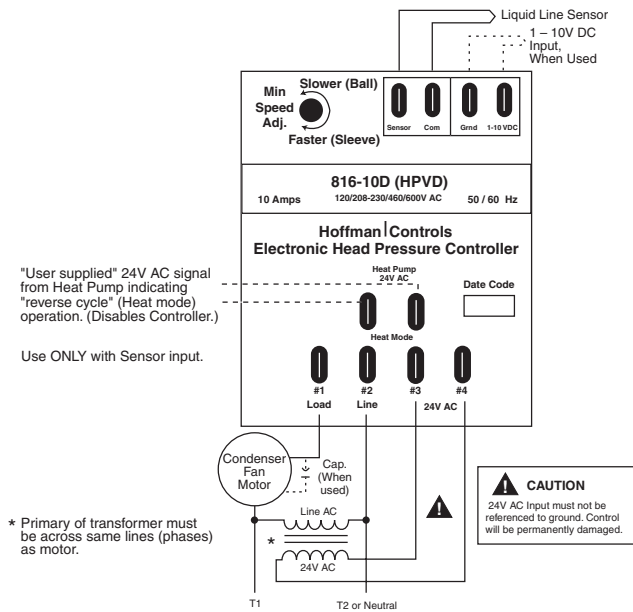 Liquid Line Sensor
1 – 10V DC
Input,
When Used
Slower (Ball)
Min
Speed
Adj.
Faster (Sleeve)
Sensor
Com
Grnd
1-10 VDC
816-10D (HPVD)
10 Amps
120/208-230/460/600V AC
50 / 60 Hz
Hoffman Controls
Electronic Head Pressure Controller
"User supplied" 24V AC signal
from Heat Pump indicating
"reverse cycle" (Heat mode)
operation. (Disables Controller.)
Use ONLY with Sensor input.
Heat Pump
24V AC
Date Code
Heat Mode
#1
#2
#3
#4
Load
Line
24V AC
Condenser
Fan
Motor
Cap.
(When
used)
Line AC
*
24V AC
* Primary of transformer must
be across same lines (phases)
as motor.
! 
! CAUTION
24V AC Input must not be
referenced to ground. Control
will be permanently damaged.
T1
T2 or Neutral